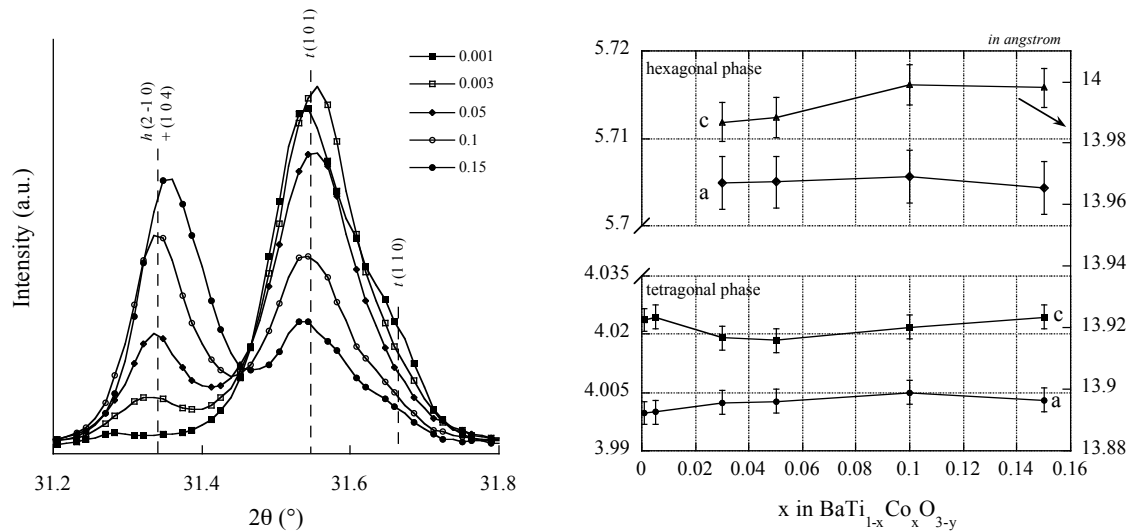 Intensity (a.u.)
h (2 -1 0)
+ (1 0 4)
t (1 0 1)
t (1 1 0)
0.001
0.003
0.05
0.1
0.15
31.2
31.4
31.6
31.8
2θ (°)
in angstrom
5.72
5.71
5.7
4.035
4.02
4.005
3.99
hexagonal phase
c
a
tetragonal phase
c
a
14
13.98
13.96
13.94
13.92
13.9
13.88
0 0.02 0.04 0.06 0.08 0.1 0.12 0.14 0.16
x in BaTi1-xCoxO3-y